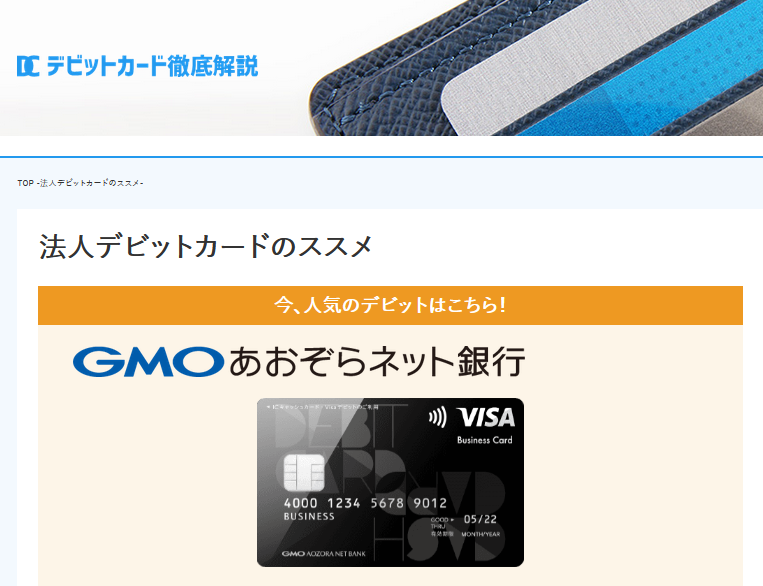 DC デビットカード徹底解説
TOP -法人デビットカードのススメ-
法人デビットカードのススメ
今、人気のデビットはこちら!
GMOあおぞらネット銀行
VISA
Business Card
DEBIT
CARD
4000 1234 5678 9012
BUSINESS
GOOD
THRU
有効期限
05/22
MONTH/YEAR
GMO AOZORA NET BANK